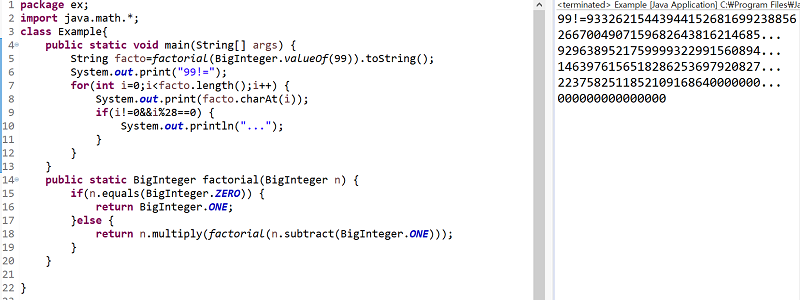 1 package ex;
2 import java.math.*;
3 class Example{
4 public static void main(String[] args) {
5 String facto=factorial(BigInteger.valueOf(99)).toString();
6 System.out.print("99!=");
7 for(int i=0;i<facto.length();i++) {
8 System.out.print(facto.charAt(i));
9 if(i!=0&&i%28==0) {
10 System.out.println("...");
11 }
12 }
13 }
14 public static BigInteger factorial(BigInteger n) {
15 if(n.equals(BigInteger.ZERO)) {
16 return BigInteger.ONE;
17 }else {
18 return n.multiply(factorial(n.subtract(BigInteger.ONE)));
19 }
20 }
21
22 }
<terminated> Example [Java Application] C:₩Program Files₩Ja
99!=93326215443944152681699238856
2667004907159682643816214685...
9296389521759999322991560894...
1463976156518286253697920827...
2237582511852109168640000000...
000000000000000